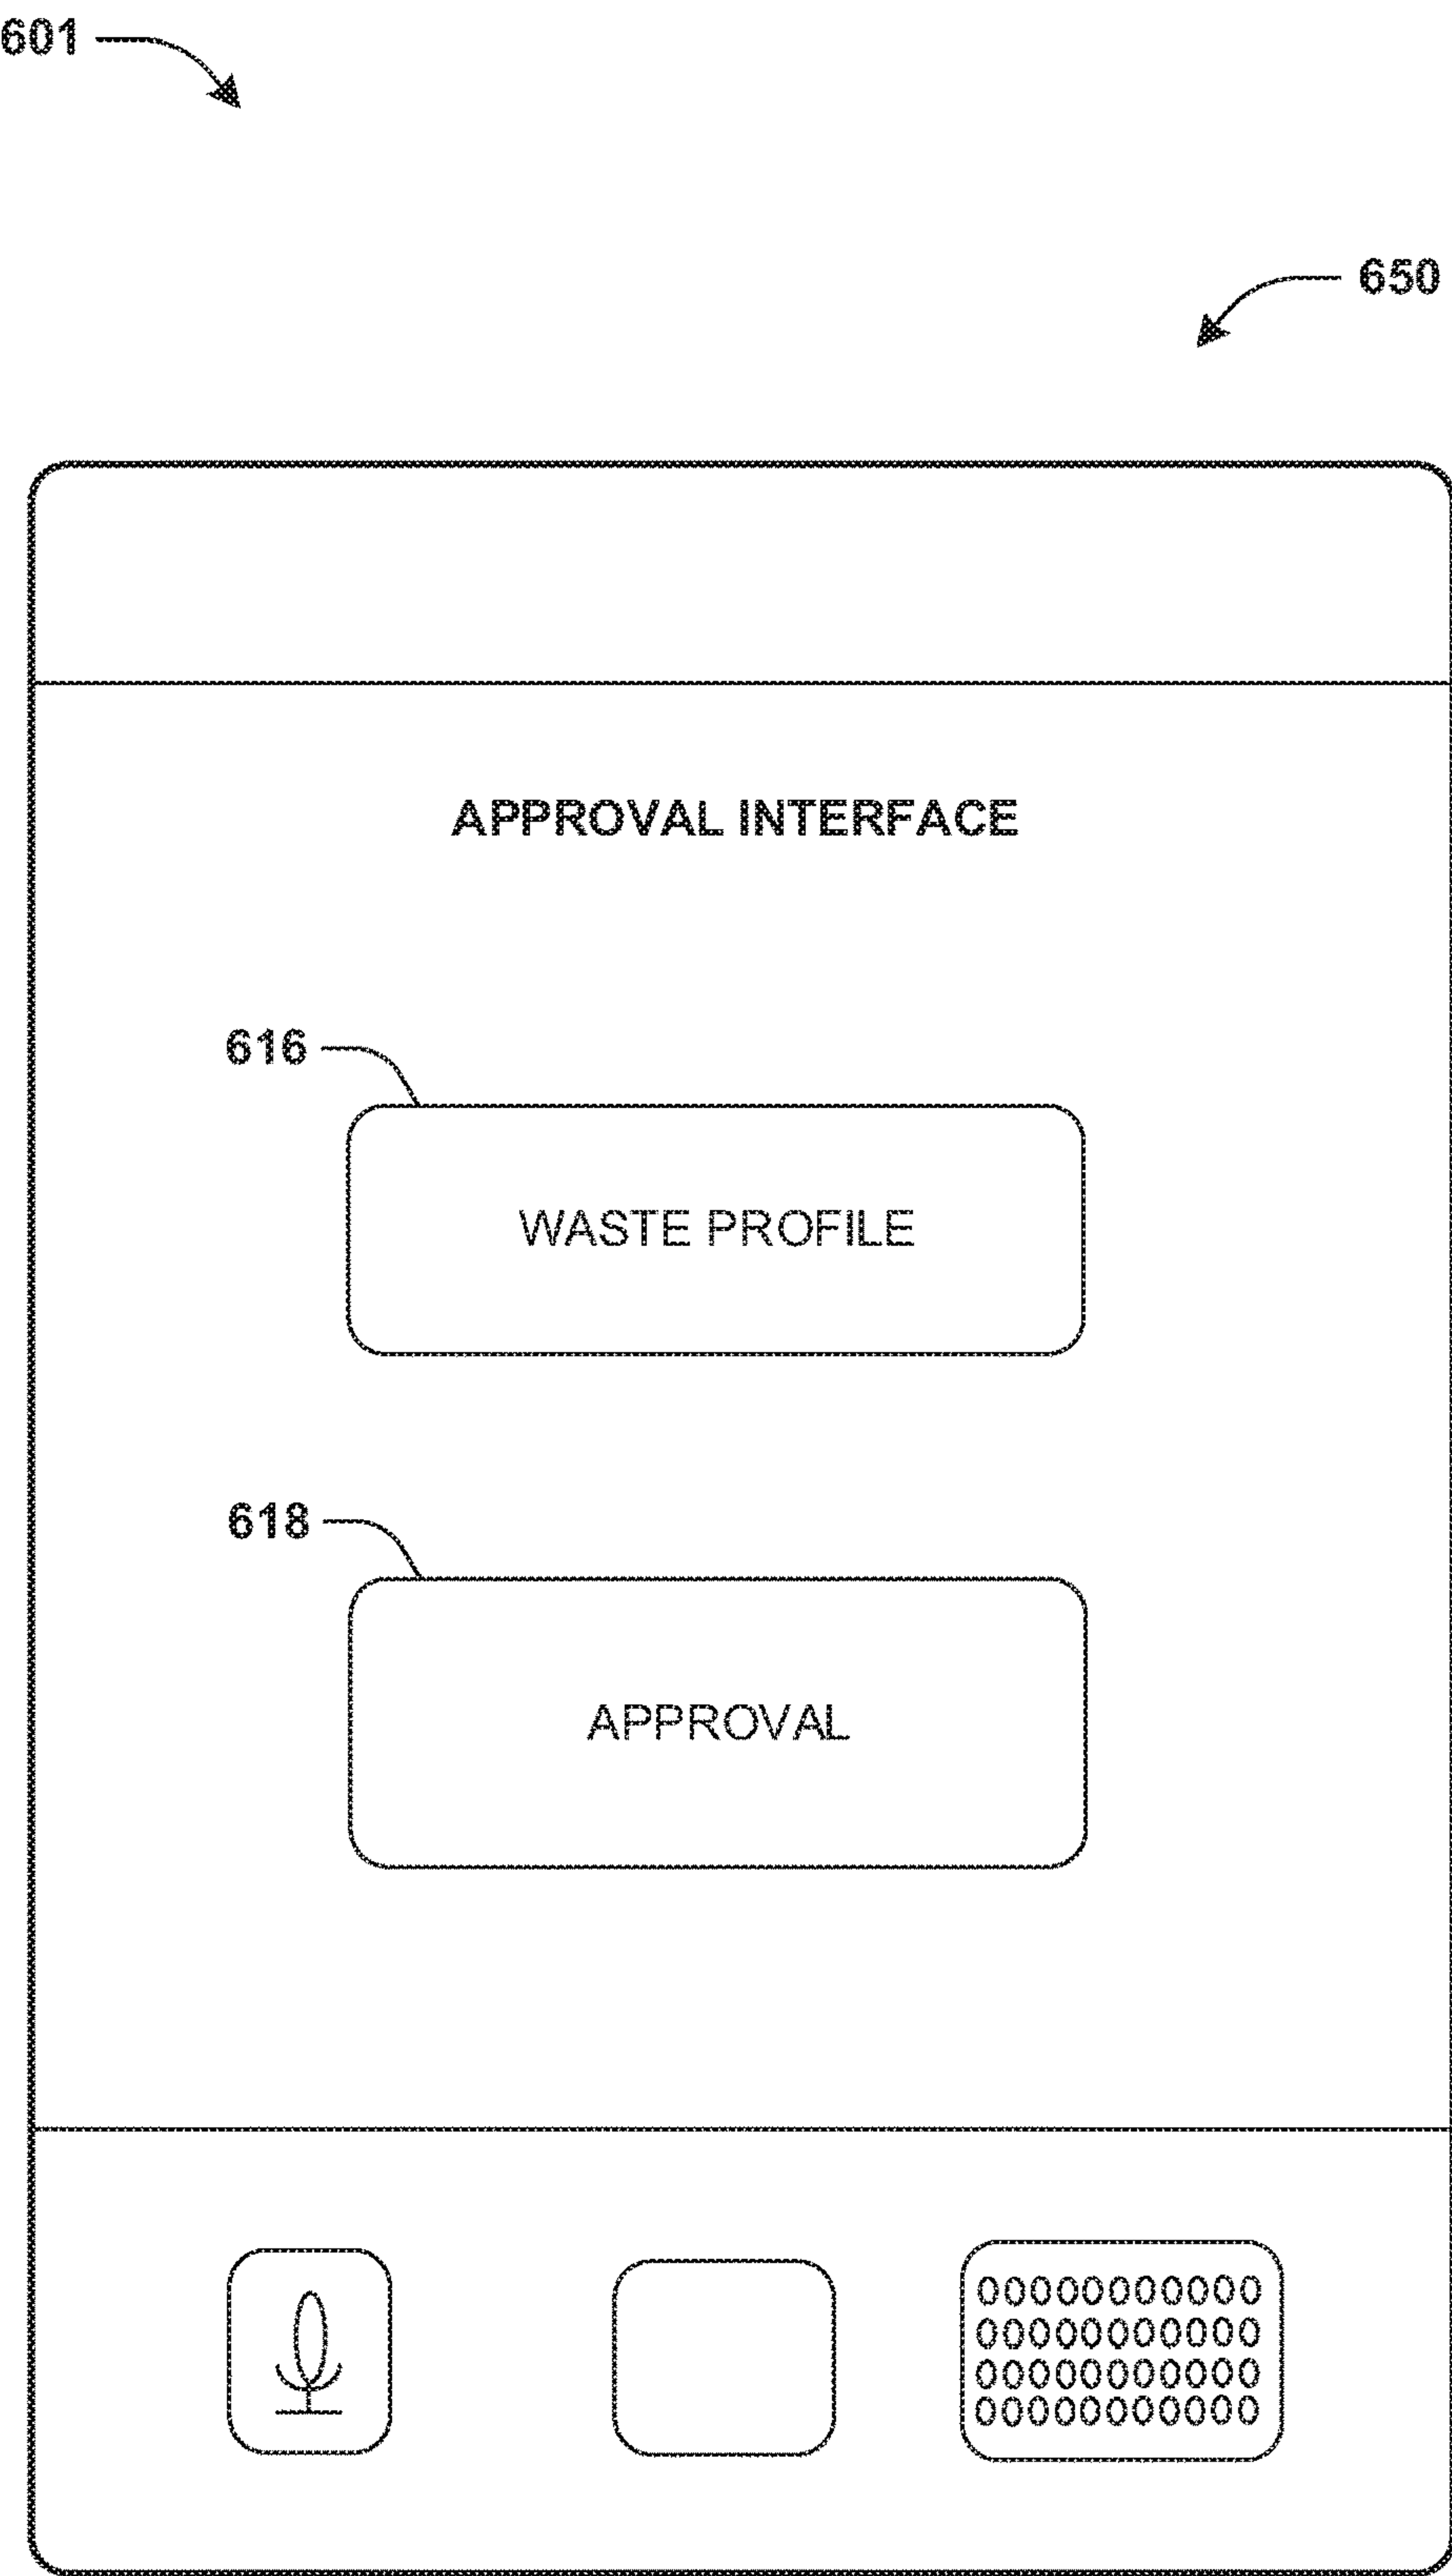 601
650
APPROVAL INTERFACE
616
WASTE PROFILE
618
APPROVAL